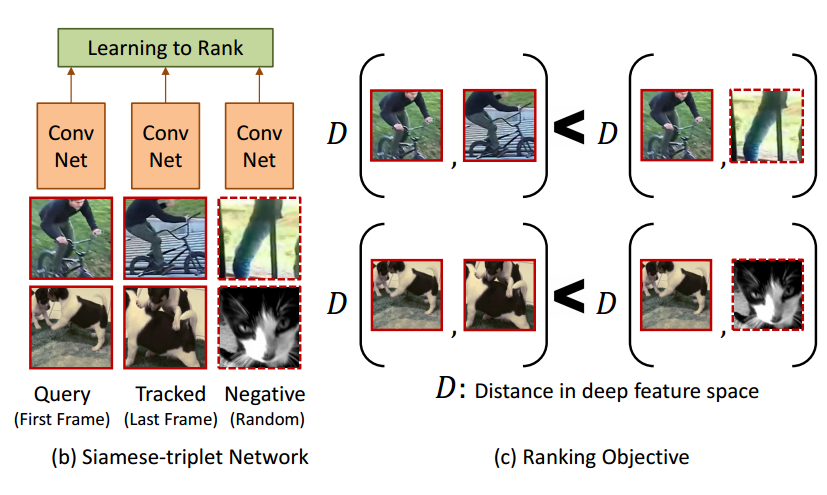 Learning to Rank
Conv
Net
Conv
Net
Conv
Net
Query
(First Frame)
Tracked
(Last Frame)
Negative
(Random)
(b) Siamese-triplet Network
D ( , ) < D ( , )
D ( , ) < D ( , )
D: Distance in deep feature space
(c) Ranking Objective